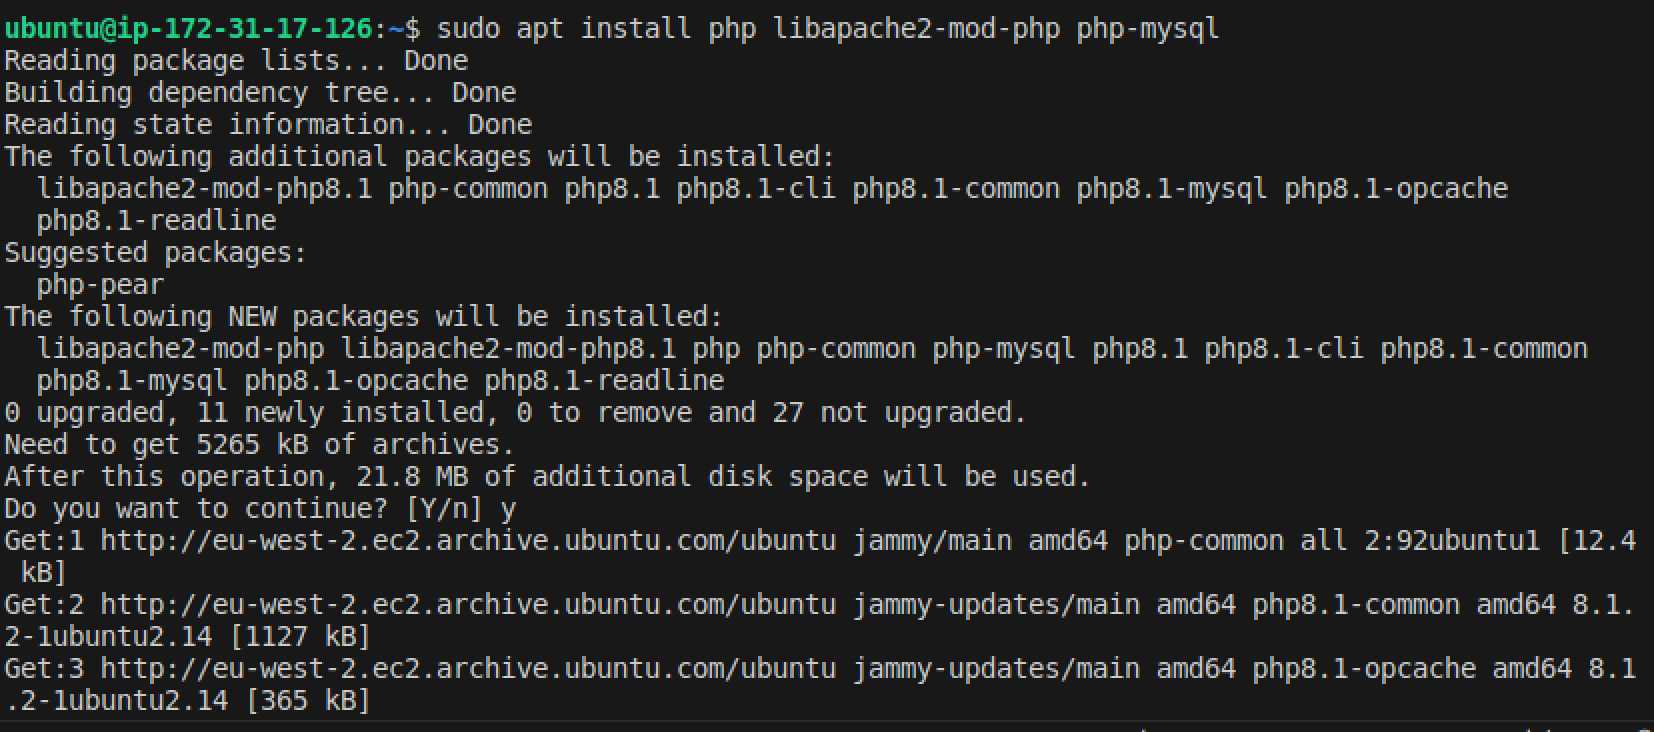 ubuntu@ip-172-31-17-126:~$ sudo apt install php libapache2-mod-php php-mysql
Reading package lists... Done
Building dependency tree... Done
Reading state information... Done
The following additional packages will be installed:
  libapache2-mod-php8.1 php-common php8.1 php8.1-cli php8.1-common php8.1-mysql php8.1-opcache
  php8.1-readline
Suggested packages:
  php-pear
The following NEW packages will be installed:
  libapache2-mod-php libapache2-mod-php8.1 php php-common php-mysql php8.1 php8.1-cli php8.1-common
  php8.1-mysql php8.1-opcache php8.1-readline
0 upgraded, 11 newly installed, 0 to remove and 27 not upgraded.
Need to get 5265 kB of archives.
After this operation, 21.8 MB of additional disk space will be used.
Do you want to continue? [Y/n] y
Get:1 http://eu-west-2.ec2.archive.ubuntu.com/ubuntu jammy/main amd64 php-common all 2:92ubuntu1 [12.4
 kB]
Get:2 http://eu-west-2.ec2.archive.ubuntu.com/ubuntu jammy-updates/main amd64 php8.1-common amd64 8.1.
2-1ubuntu2.14 [1127 kB]
Get:3 http://eu-west-2.ec2.archive.ubuntu.com/ubuntu jammy-updates/main amd64 php8.1-opcache amd64 8.1
.2-1ubuntu2.14 [365 kB]